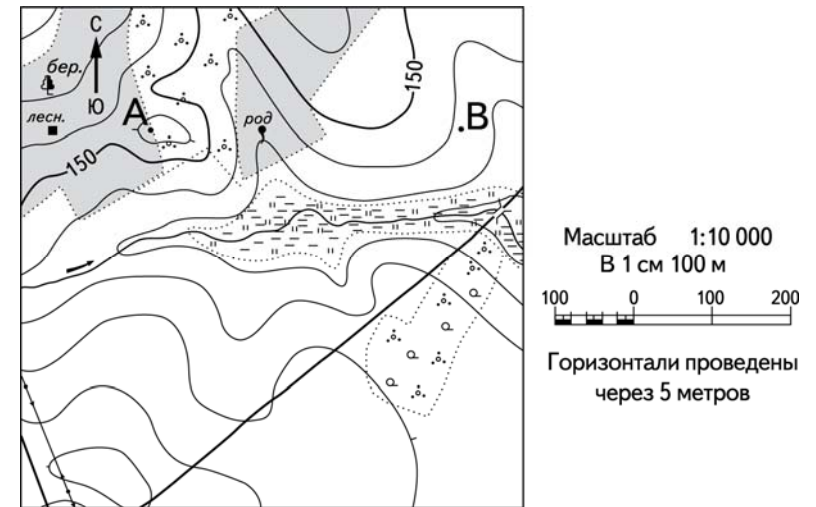 С
бер.
150
Ю
лесн.
А
род
В
150
Масштаб 1:10 000
В 1 см 100 м
100 0 100 200
Горизонтали проведены
через 5 метров